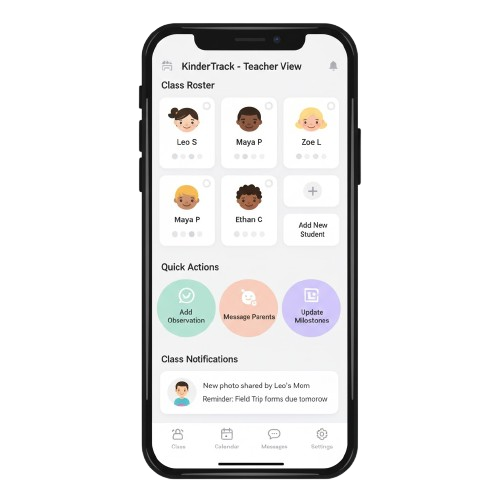 KinderTrack - Teacher View
Class Roster
Leo S
Maya P
Zoe L
Maya P
Ethan C
Add New
Student
Quick Actions
Add
Observation
Message Parents
Update
Milostones
Class Notifications
New photo shared by Leo's Mom
Reminder: Field Trip forms due tomorow
Class
Calendar
Messages
Settings